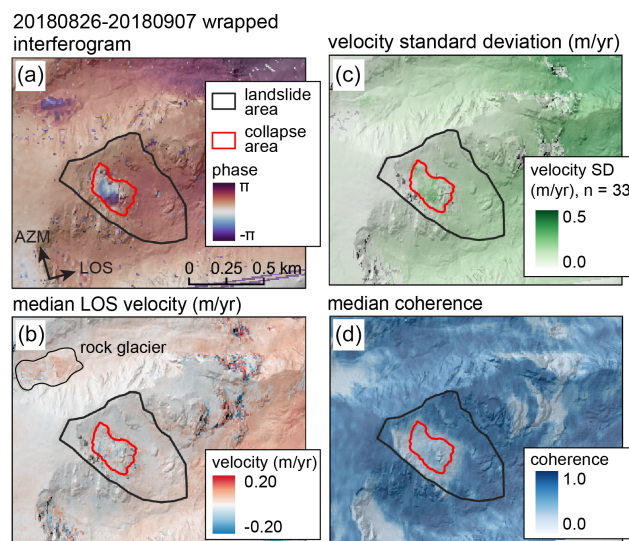 20180826-20180907 wrapped
interferogram
(a)
landslide
area
collapse
area
phase
π
-π
AZM
LOS
0 0.25 0.5 km
velocity standard deviation (m/yr)
(c)
velocity SD
(m/yr), n = 33
0.5
0.0
median LOS velocity (m/yr)
(b)
rock glacier
velocity (m/yr)
0.20
-0.20
median coherence
(d)
coherence
1.0
0.0